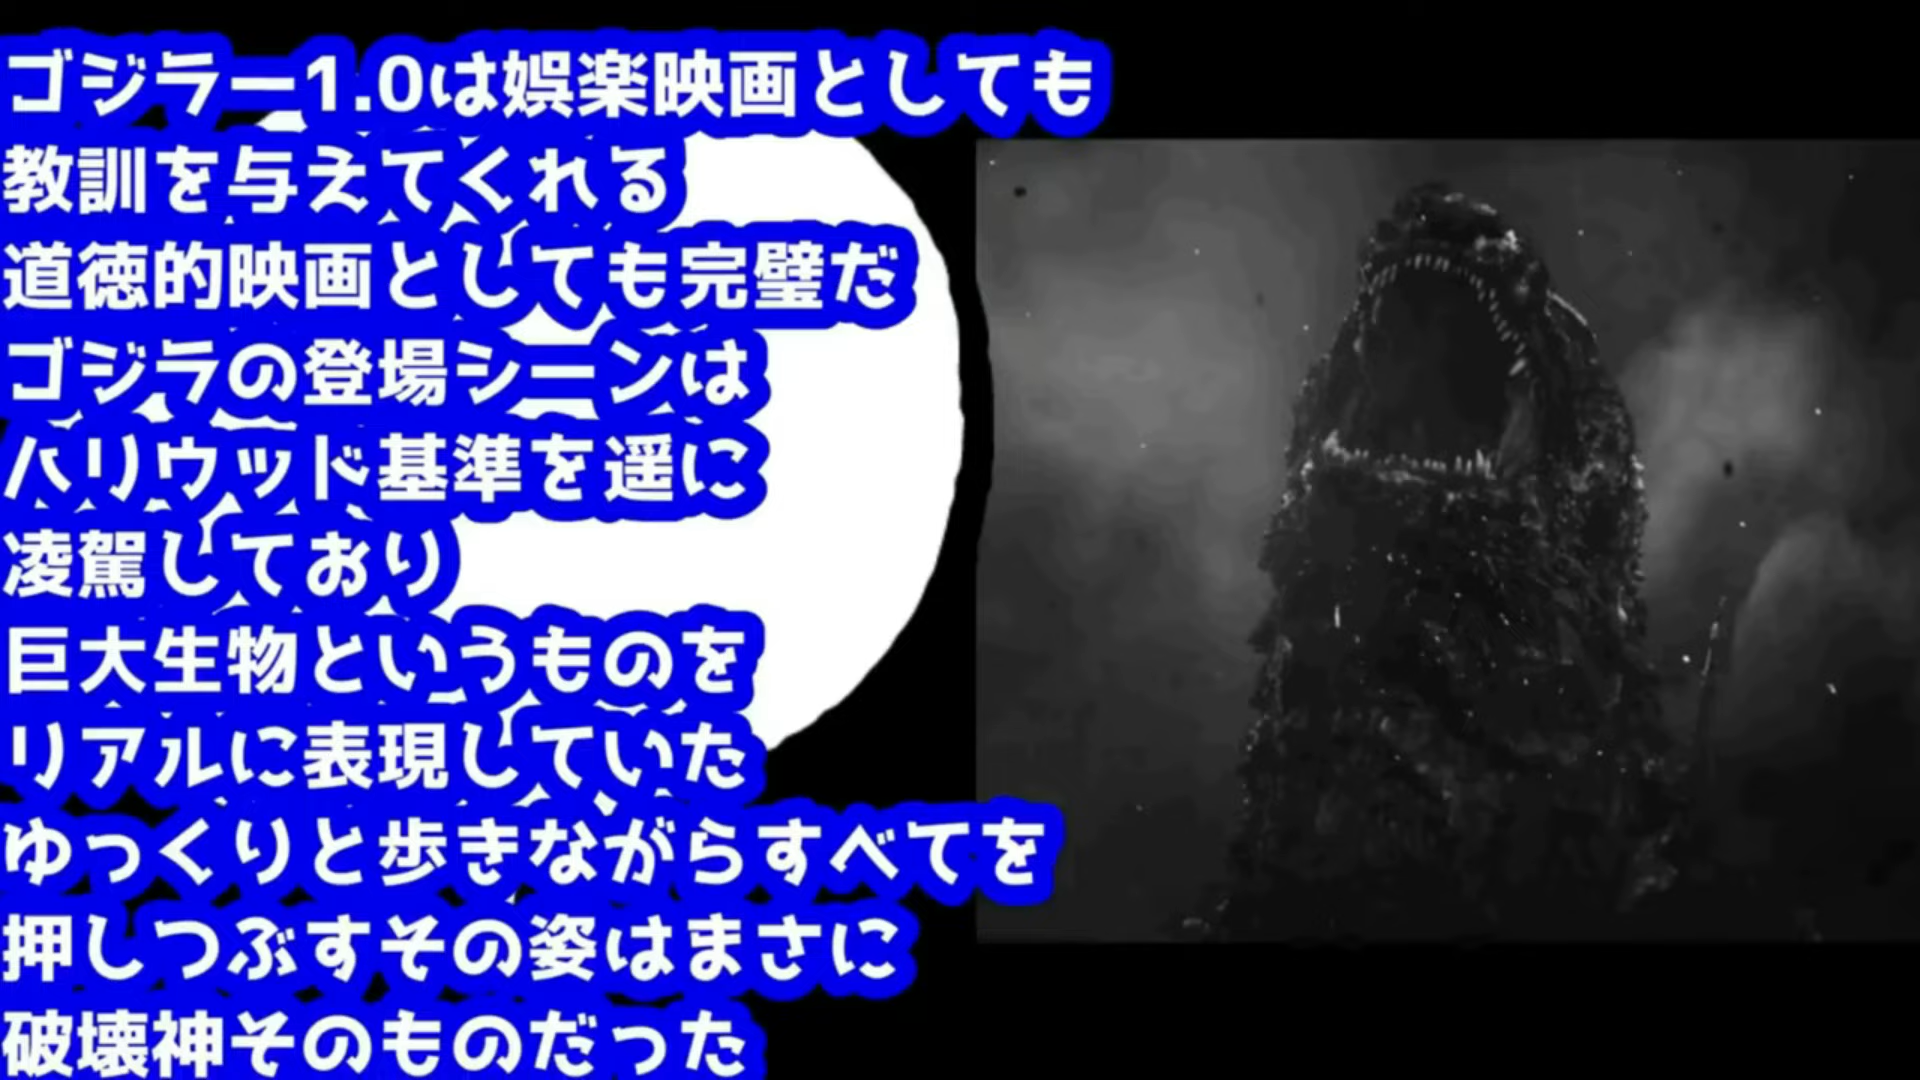 ゴジラー1.0は娯楽映画としても
教訓を与えてくれる
道徳的映画としても完璧だ
ゴジラの登場シーンは
ハリウッド基準を遥に
凌駕しており
巨大生物というものを
リアルに表現していた
ゆっくりと歩きながらすべてを
押しつぶすその姿はまさに
破壊神そのものだった